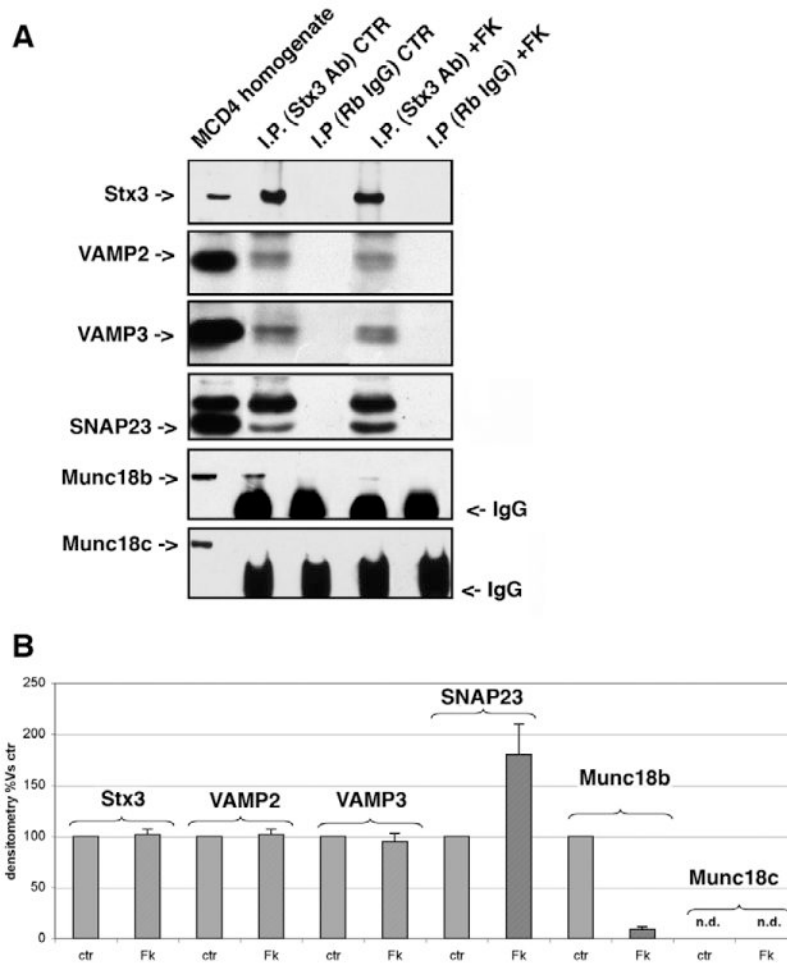 A
MCD4 homogenate
I.P. (Stx3 Ab) CTR
I.P (Rb IgG) CTR
I.P. (Stx3 Ab) +FK
I.P (Rb IgG) +FK
Stx3 ->
VAMP2 ->
VAMP3 ->
SNAP23 ->
Munc18b ->
<- IgG
Munc18c ->
<- IgG
B
densitometry %Vs ctr
250
200
150
100
50
0
Stx3
VAMP2
VAMP3
SNAP23
Munc18b
Munc18c
n.d. n.d.
ctr Fk ctr Fk ctr Fk ctr Fk ctr Fk ctr Fk